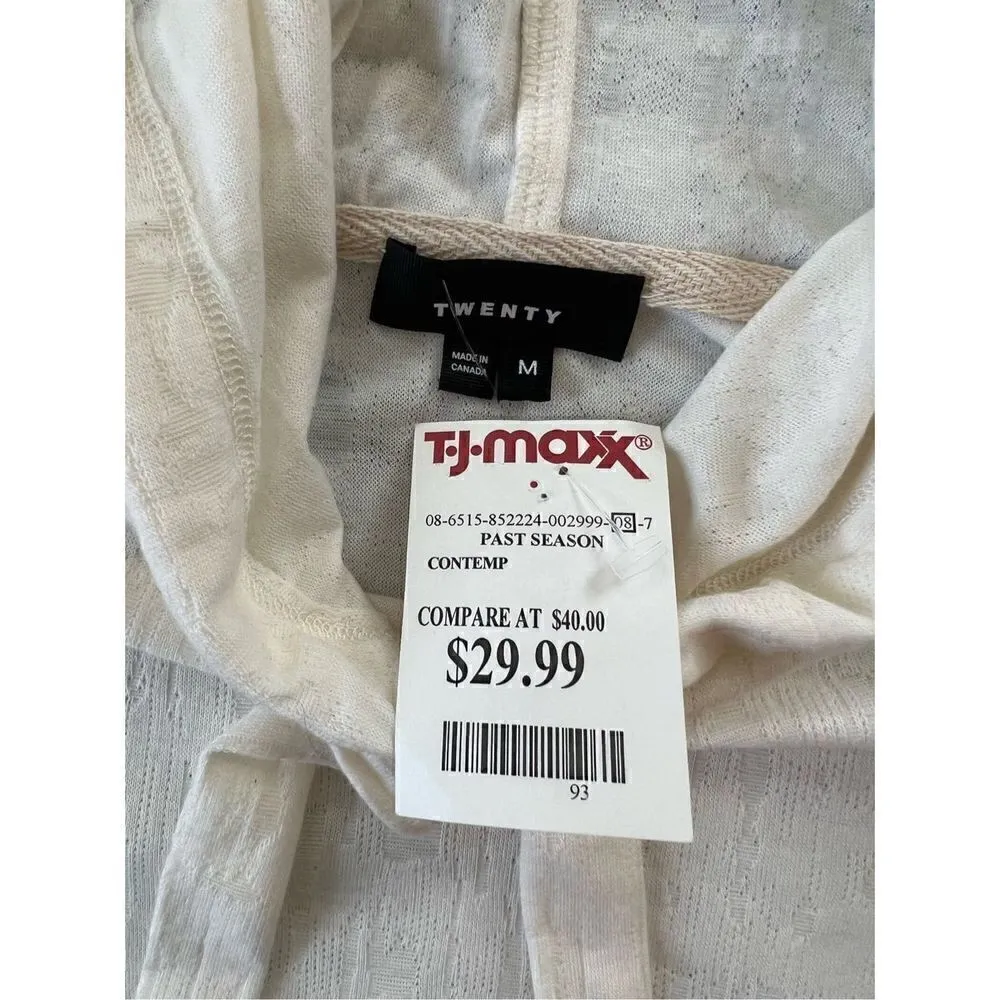 TWENTY
MADE IN
CANADA
M
T·J·maxx®
08-6515-852224-002999-08-7
PAST SEASON
CONTEMP
COMPARE AT $40.00
$29.99
93